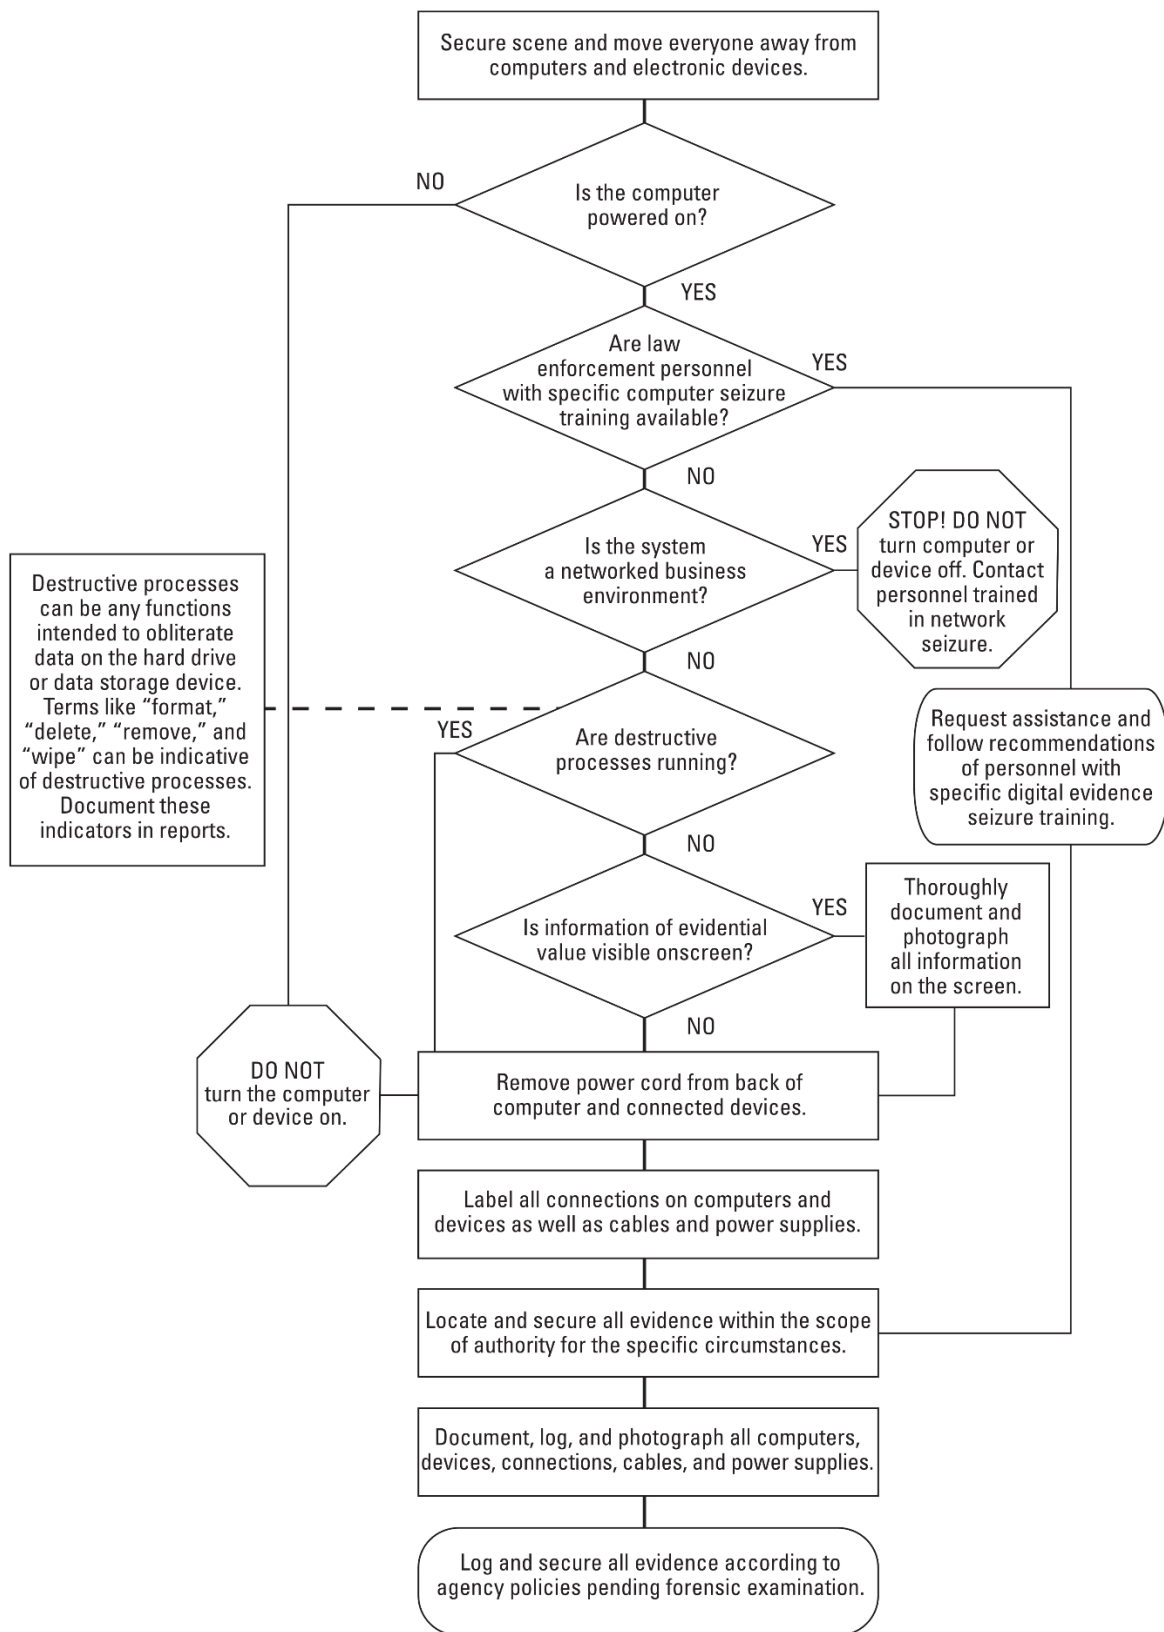 Secure scene and move everyone away from
computers and electronic devices.
NO
Is the computer
powered on?
YES
Are law
enforcement personnel
with specific computer seizure
training available?
YES
NO
Is the system
a networked business
environment?
YES
STOP! DO NOT
turn computer or
device off. Contact
personnel trained
in network
seizure.
NO
Destructive processes
can be any functions
intended to obliterate
data on the hard drive
or data storage device.
Terms like “format,”
“delete,” “remove,” and
“wipe” can be indicative
of destructive processes.
Document these
indicators in reports.
YES
Are destructive
processes running?
Request assistance and
follow recommendations
of personnel with
specific digital evidence
seizure training.
NO
Is information of evidential
value visible onscreen?
YES
Thoroughly
document and
photograph
all information
on the screen.
NO
DO NOT
turn the computer
or device on.
Remove power cord from back of
computer and connected devices.
Label all connections on computers and
devices as well as cables and power supplies.
Locate and secure all evidence within the scope
of authority for the specific circumstances.
Document, log, and photograph all computers,
devices, connections, cables, and power supplies.
Log and secure all evidence according to
agency policies pending forensic examination.